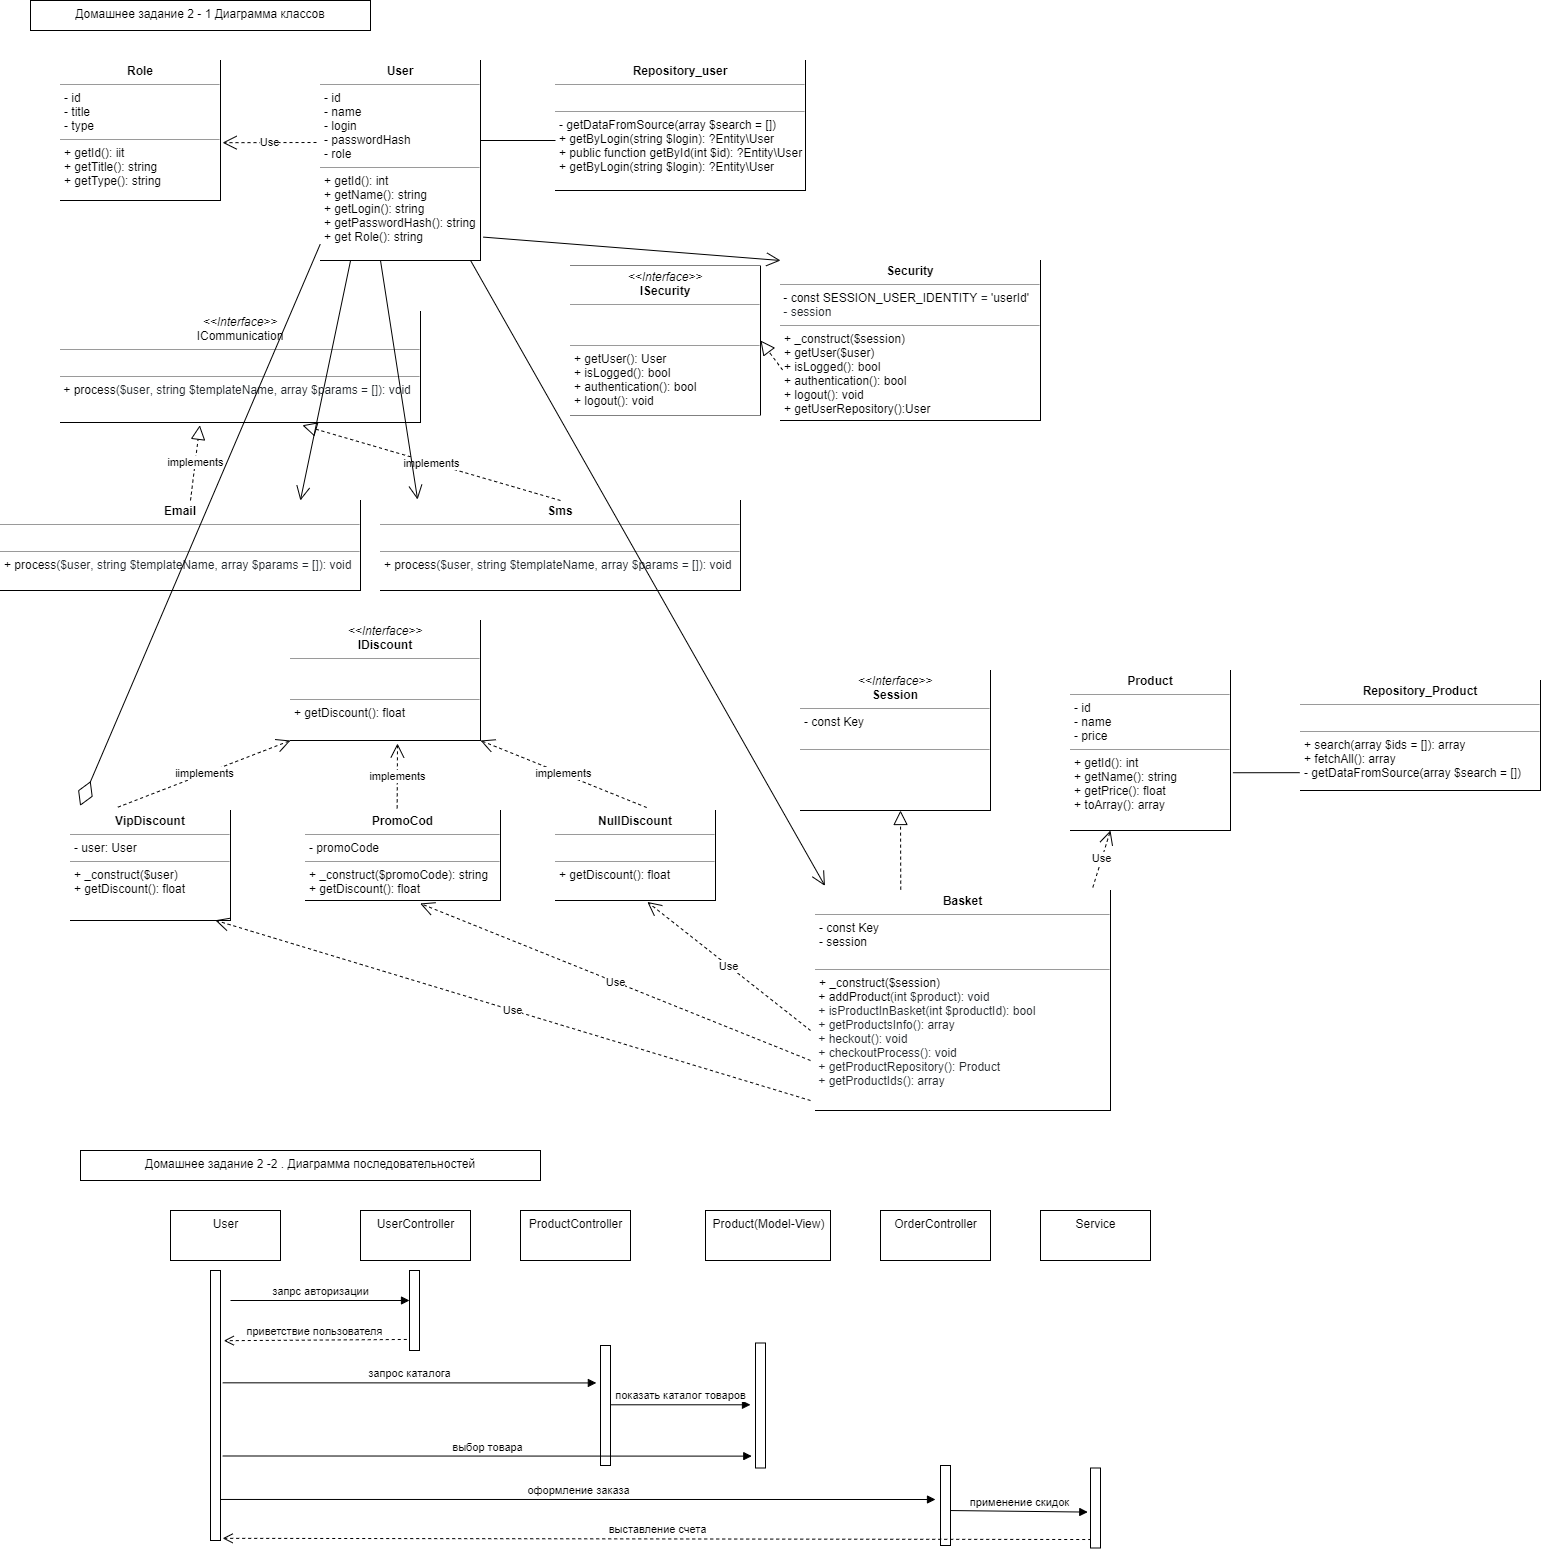 Домашнее задание 2 - 1 Диаграмма классов
Role
- id
- title
- type
+ getId(): iit
+ getTitle(): string
+ getType(): string
Use
User
- id
- name
- login
- passwordHash
- role
+ getId(): int
+ getName(): string
+ getLogin(): string
+ getPasswordHash(): string
+ get Role(): string
Repository_user
- getDataFromSource(array $search = [])
+ getByLogin(string $login): ?Entity\User
+ public function getById(int $id): ?Entity\User
+ getByLogin(string $login): ?Entity\User
<<Interface>>
ISecurity
+ getUser(): User
+ isLogged(): bool
+ authentication(): bool
+ logout(): void
Security
- const SESSION_USER_IDENTITY = 'userId'
- session
+ _construct($session)
+ getUser($user)
+ isLogged(): bool
+ authentication(): bool
+ logout(): void
+ getUserRepository():User
<<Interface>>
ICommunication
+ process($user, string $templateName, array $params = []): void
implements
implements
Email
+ process($user, string $templateName, array $params = []): void
Sms
+ process($user, string $templateName, array $params = []): void
<<Interface>>
IDiscount
+ getDiscount(): float
iimplements
implements
implements
VipDiscount
- user: User
+ _construct($user)
+ getDiscount(): float
PromoCod
- promoCode
+ _construct($promoCode): string
+ getDiscount(): float
NullDiscount
+ getDiscount(): float
<<Interface>>
Session
- const Key
Product
- id
- name
- price
+ getId(): int
+ getName(): string
+ getPrice(): float
+ toArray(): array
Repository_Product
+ search(array $ids = []): array
+ fetchAll(): array
- getDataFromSource(array $search = [])
Use
Basket
- const Key
- session
+ _construct($session)
+ addProduct(int $product): void
+ isProductInBasket(int $productId): bool
+ getProductsInfo(): array
+ heckout(): void
+ checkoutProcess(): void
+ getProductRepository(): Product
+ getProductIds(): array
Use
Use
Use
Домашнее задание 2 -2 . Диаграмма последовательностей
User
UserController
ProductController
Product(Model-View)
OrderController
Service
запрс авторизации
приветствие пользователя
запрос каталога
показать каталог товаров
выбор товара
оформление заказа
применение скидок
выставление счета